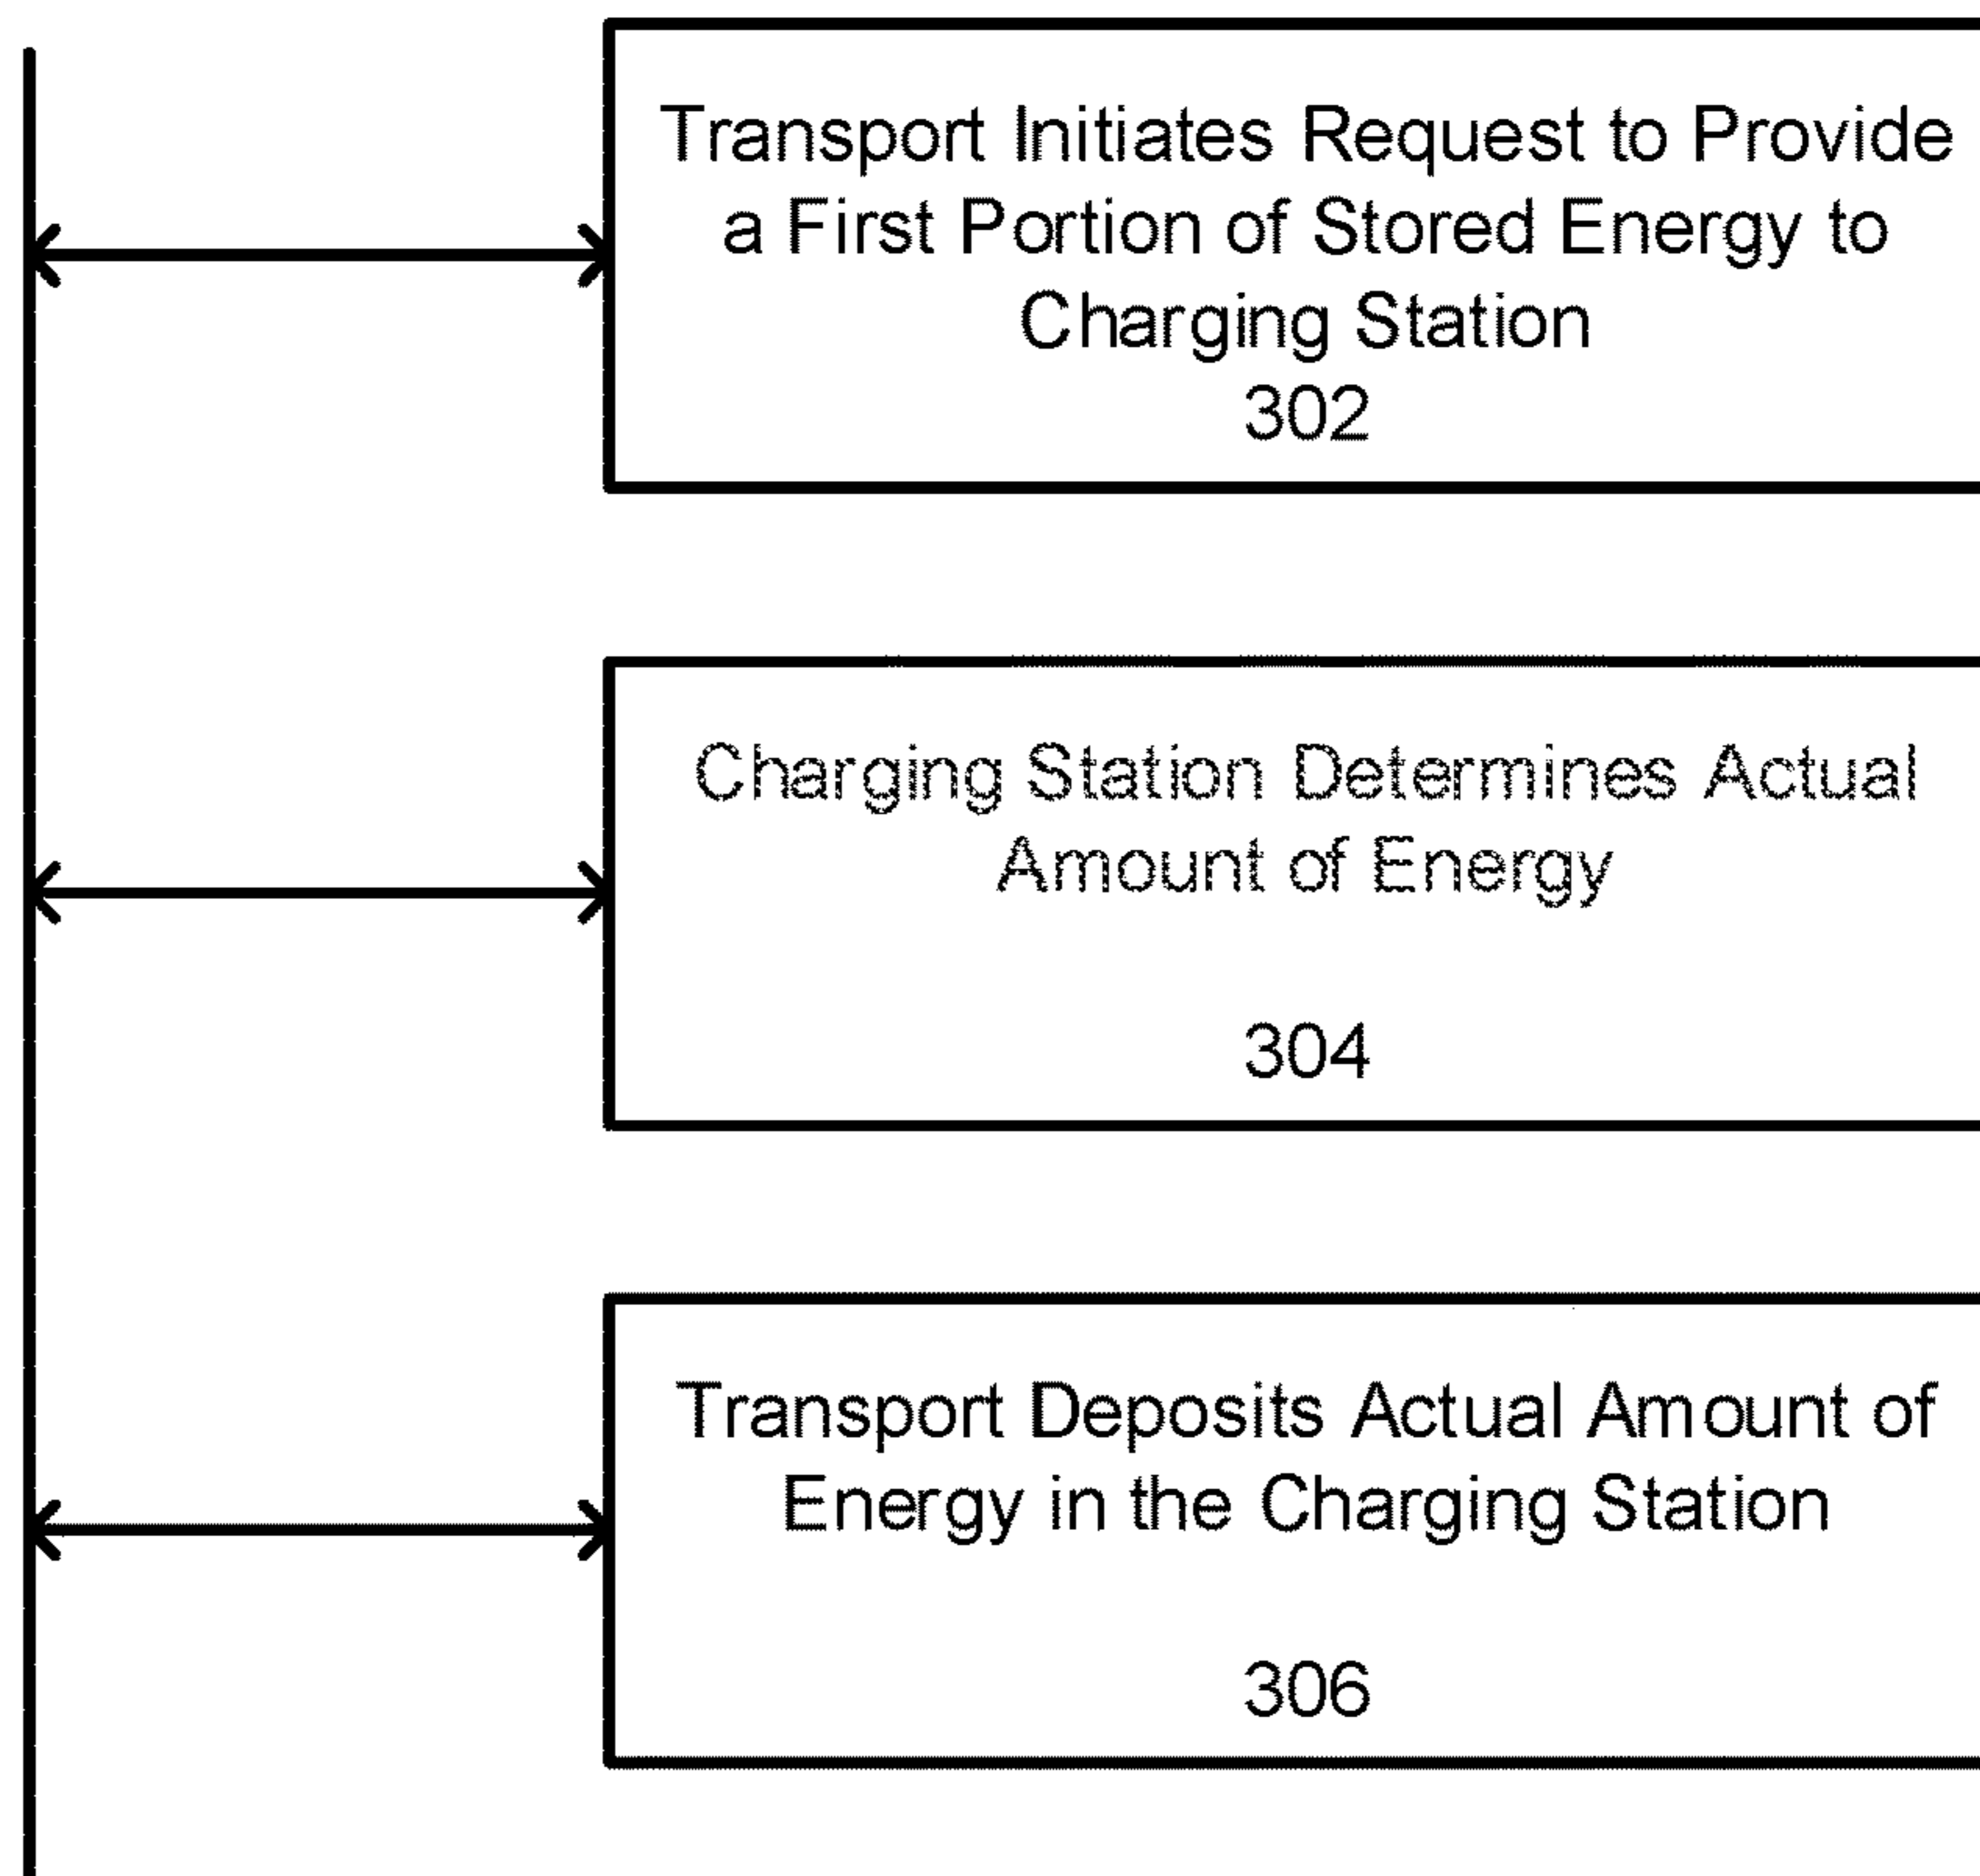 Transport Initiates Request to Provide
a First Portion of Stored Energy to
Charging Station
302
Charging Station Determines Actual
Amount of Energy
304
Transport Deposits Actual Amount of
Energy in the Charging Station
306